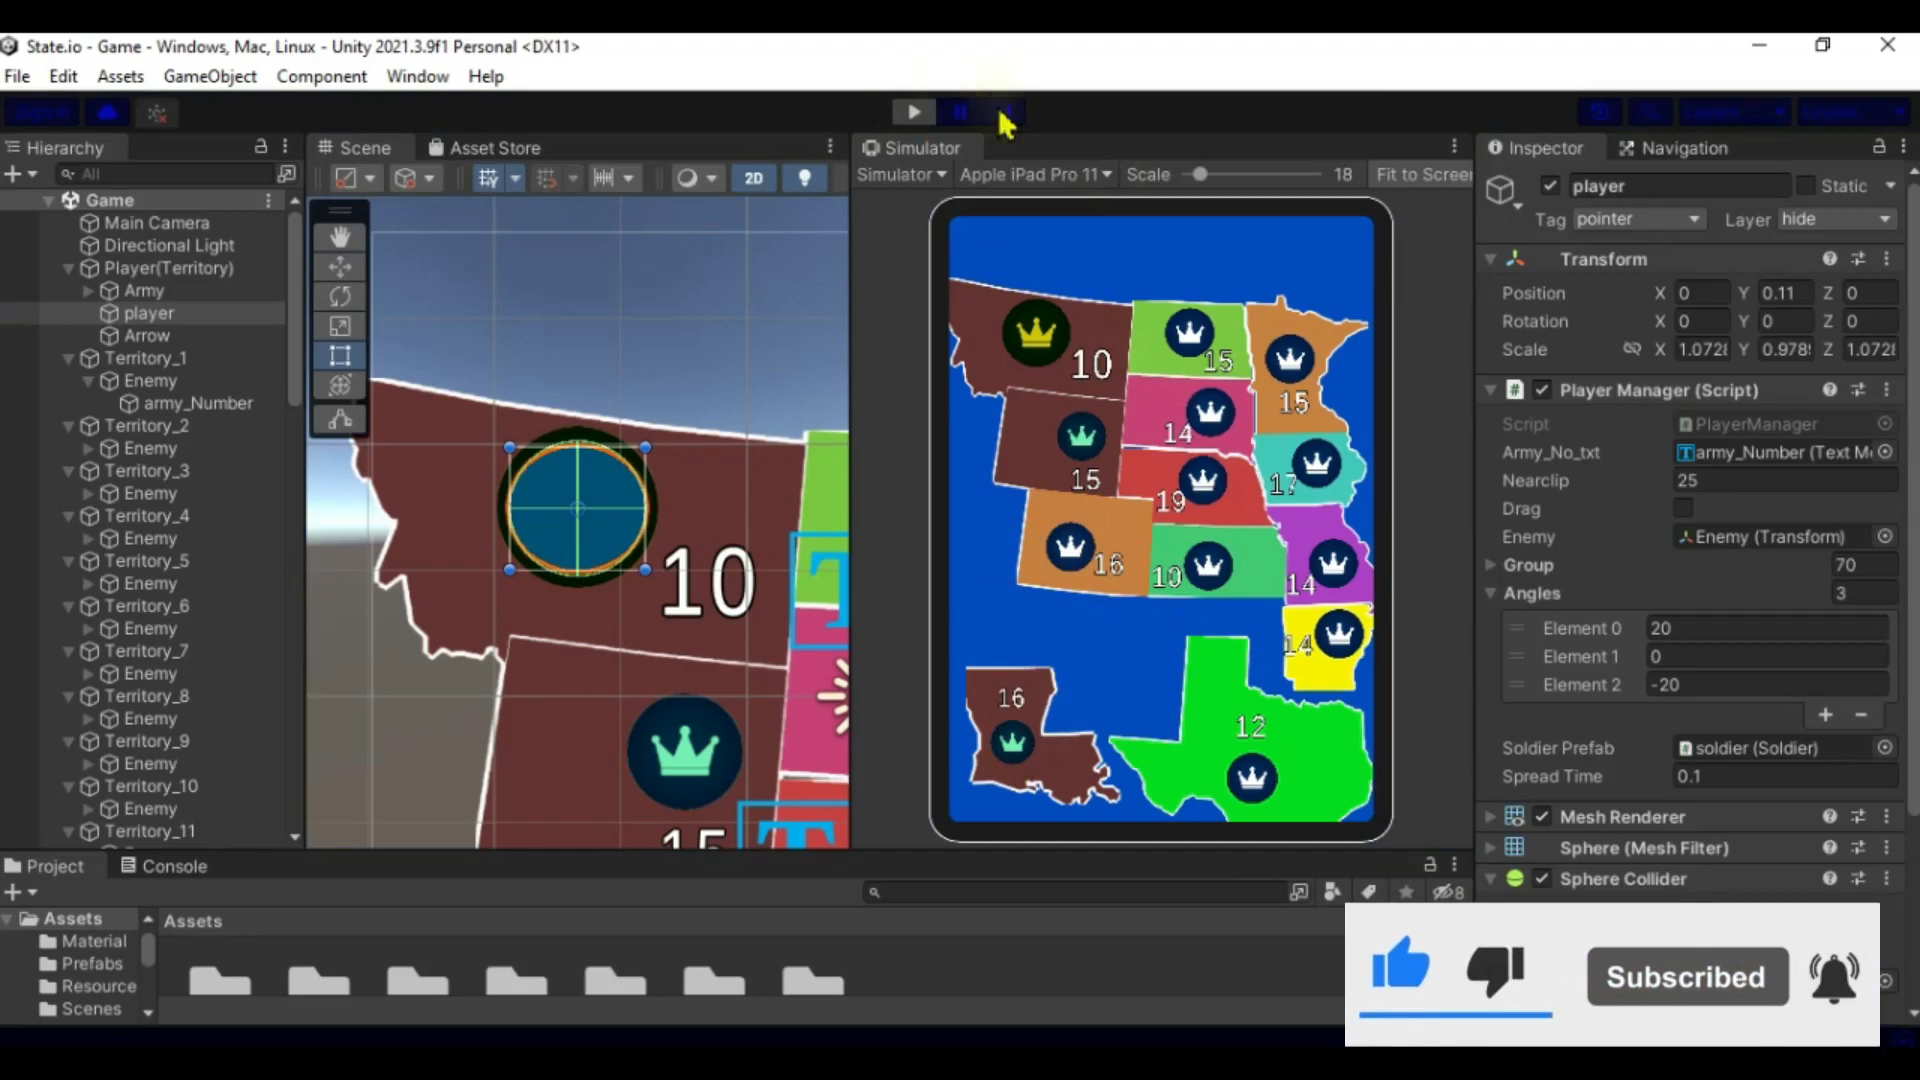 State.io - Game - Windows, Mac, Linux - Unity 2021.3.9f1 Personal <DX11>
File Edit Assets GameObject Component Window Help
Hierarchy
All
Game
Main Camera
Directional Light
Player(Territory)
Army
player
Arrow
Territory_1
Enemy
army_Number
Territory_2
Enemy
Territory_3
Enemy
Territory_4
Enemy
Territory_5
Enemy
Territory_6
Enemy
Territory_7
Enemy
Territory_8
Enemy
Territory_9
Enemy
Territory_10
Enemy
Territory_11
Scene Asset Store
2D
10
15
Simulator
Simulator Apple iPad Pro 11 Scale 18 Fit to Screen
10
15
15
14
15
17
19
16
10
14
14
16
12
Inspector Navigation
player Static
Tag pointer Layer hide
Transform
Position X 0 Y 0.11 Z 0
Rotation X 0 Y 0 Z 0
Scale X 1.0728 Y 0.978 Z 1.0728
Player Manager (Script)
Script PlayerManager
Army_No_txt army_Number (Text M
Nearclip 25
Drag
Enemy Enemy (Transform)
Group 70
Angles 3
Element 0 20
Element 1 0
Element 2 -20
+ −
Soldier Prefab soldier (Soldier)
Spread Time 0.1
Mesh Renderer
Sphere (Mesh Filter)
Sphere Collider
Project Console
8
Assets
Material
Prefabs
Resource
Scenes
Assets
Subscribed